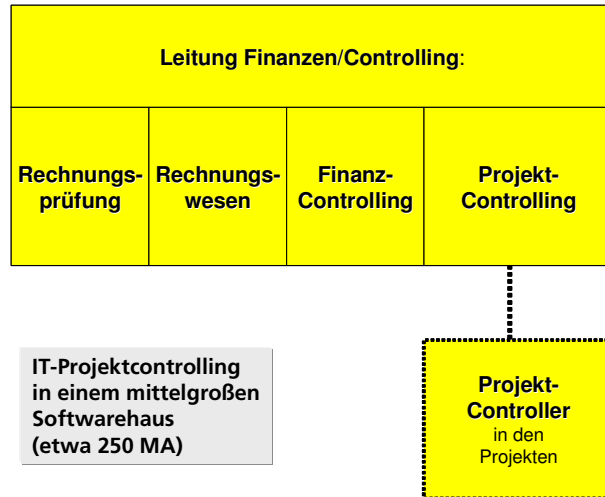 Leitung Finanzen/Controlling:
Rechnungs-
prüfung
Rechnungs-
wesen
Finanz-
Controlling
Projekt-
Controlling
IT-Projektcontrolling
in einem mittelgroßen
Softwarehaus
(etwa 250 MA)
Projekt-
Controller
in den
Projekten